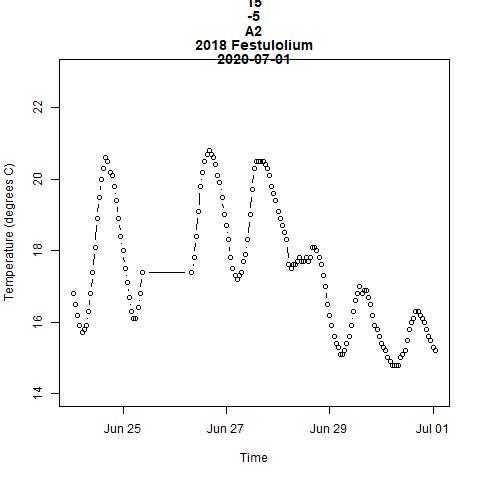 15
-5
A2
2018 Festulolium
2020-07-01
Temperature (degrees C)
22
20
18
16
14
Jun 25
Jun 27
Jun 29
Jul 01
Time